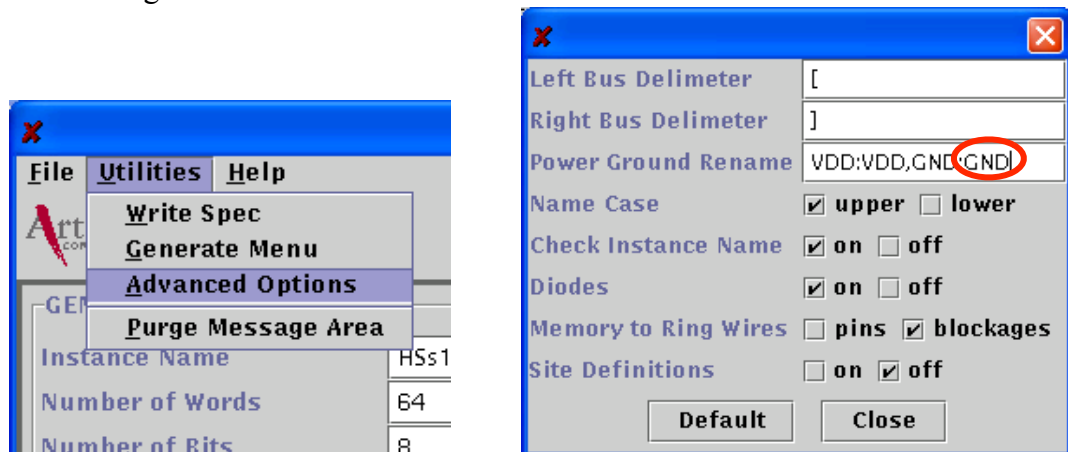 File Utilities Help
Art
Write Spec
Generate Menu
Advanced Options
Purge Message Area
Instance Name HSs1
Number of Words 64
8
Left Bus Delimeter [
Right Bus Delimeter ]
Power Ground Rename VDD:VDD,GND:GND
Name Case upper lower
Check Instance Name on off
Diodes on off
Memory to Ring Wires pins blockages
Site Definitions on off
Default Close